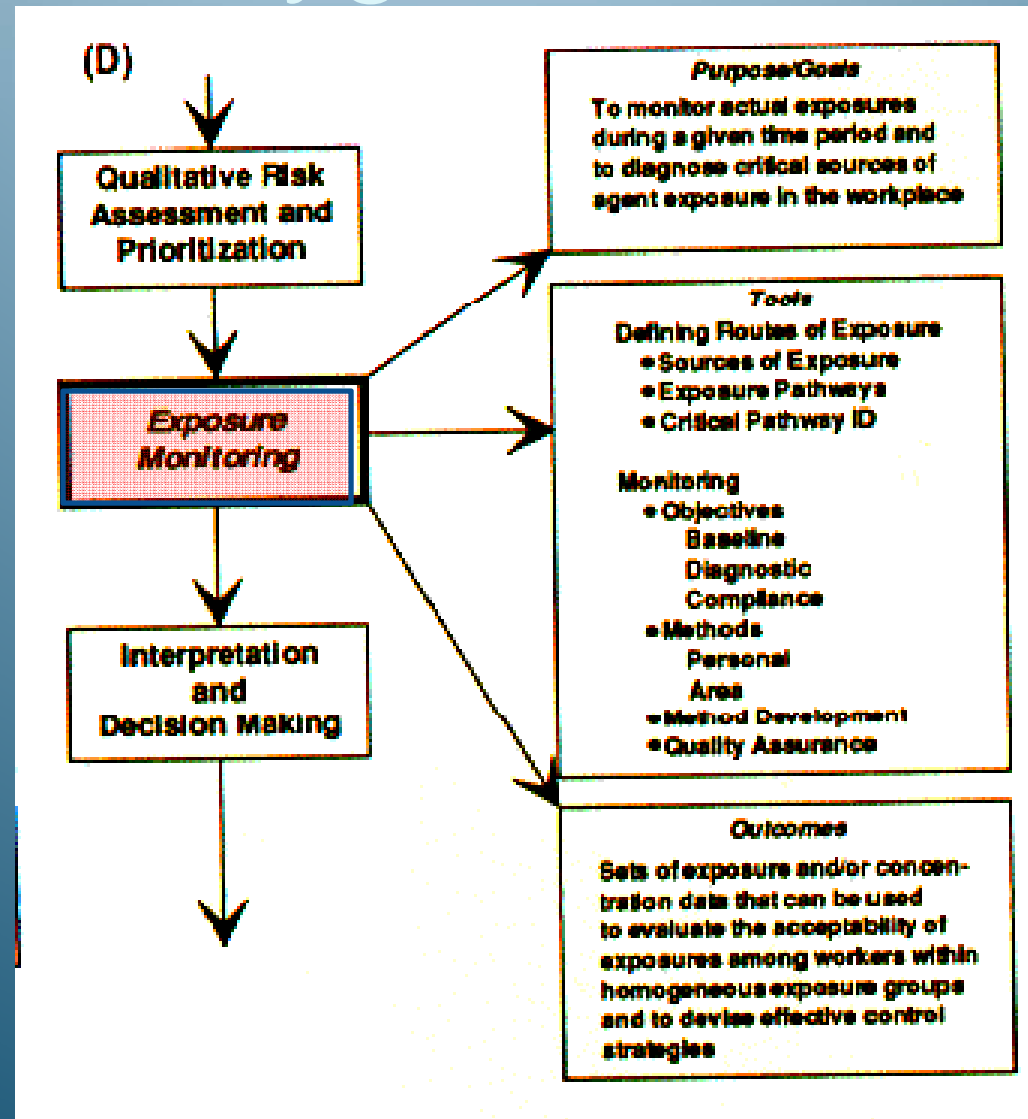 (D)
Qualitative Risk
Assessment and
Prioritization
Exposure
Monitoring
Interpretation
and
Decision Making
Purpose/Goals
To monitor actual exposures
during a given time period and
to diagnose critical sources of
agent exposure in the workplace
Tools
Defining Routes of Exposure
•Sources of Exposure
•Exposure Pathways
•Critical Pathway ID
Monitoring
•Objectives
Baseline
Diagnostic
Compliance
•Methods
Personal
Area
•Method Development
•Quality Assurance
Outcomes
Sets of exposure and/or concen-
tration data that can be used
to evaluate the acceptability of
exposures among workers within
homogeneous exposure groups
and to devise effective control
strategies